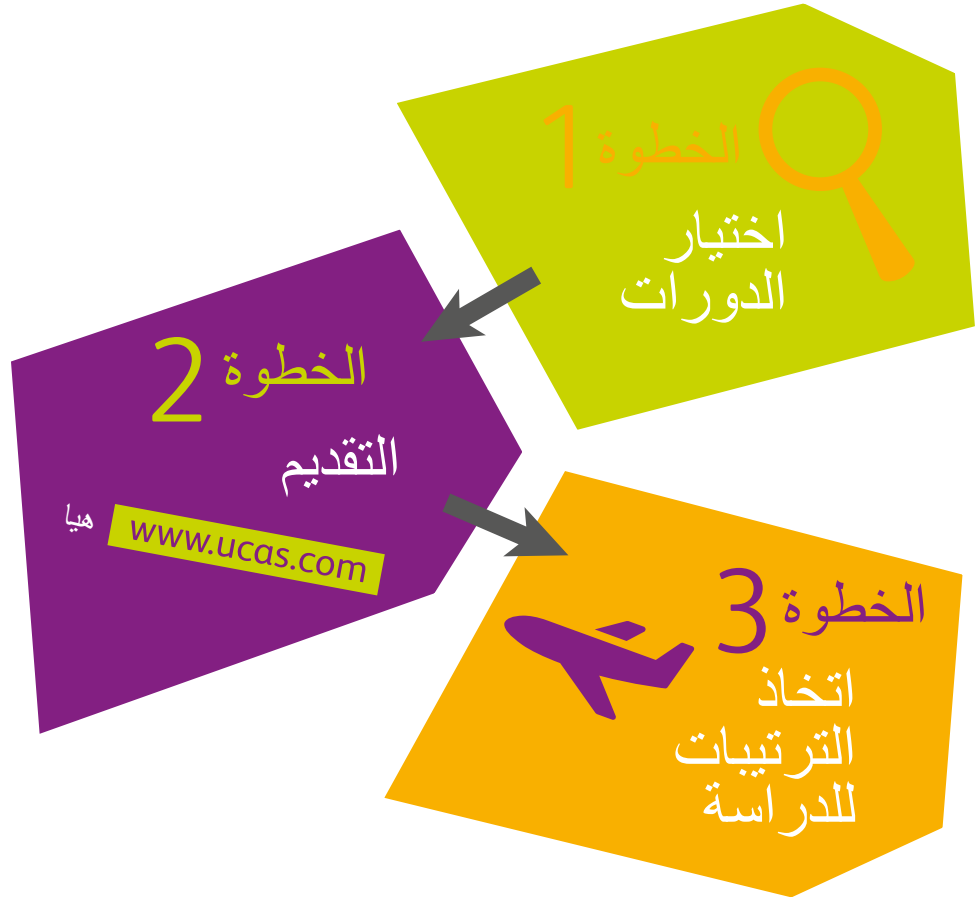 الخطوة 1
اختيار
الدورات
الخطوة 2
التقديم
www.ucas.com هيا
الخطوة 3
اتخاذ
الترتيبات
للدراسة